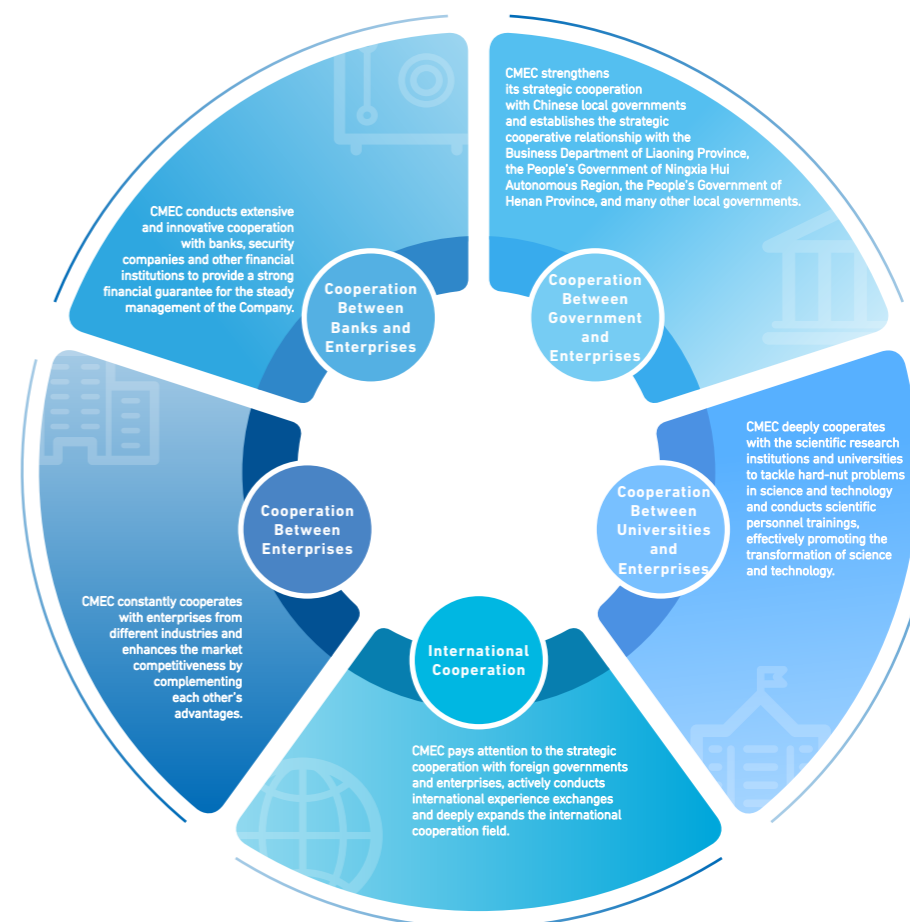 CMEC strengthens
its strategic cooperation
with Chinese local governments
and establishes the strategic
cooperative relationship with the
Business Department of Liaoning Province,
the People's Government of Ningxia Hui
Autonomous Region, the People's Government of
Henan Province, and many other local governments.
Cooperation
Between
Government
and
Enterprises
CMEC conducts extensive
and innovative cooperation
with banks, security
companies and other financial
institutions to provide a strong
financial guarantee for the steady
management of the Company.
Cooperation
Between
Banks and
Enterprises
CMEC deeply cooperates
with the scientific research
institutions and universities
to tackle hard-nut problems
in science and technology
and conducts scientific
personnel trainings,
effectively promoting the
transformation of science
and technology.
Cooperation
Between
Universities
and
Enterprises
Cooperation
Between
Enterprises
CMEC constantly cooperates
with enterprises from
different industries and
enhances the market
competitiveness by
complementing
each other's
advantages.
International
Cooperation
CMEC pays attention to the strategic
cooperation with foreign governments
and enterprises, actively conducts
international experience exchanges
and deeply expands the international
cooperation field.